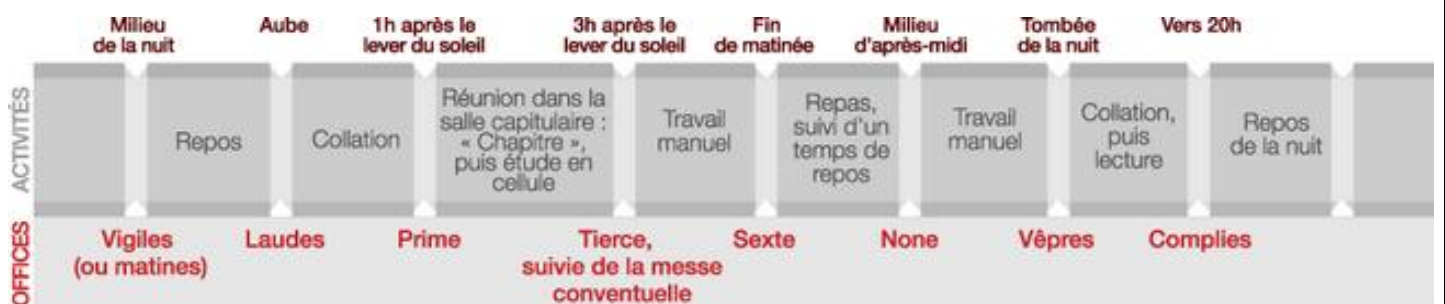 Milieu
de la nuit
Aube
1h après le
lever du soleil
3h après le
lever du soleil
Fin
de matinée
Milieu
d'après-midi
Tombée
de la nuit
Vers 20h
ACTIVITÉS
Repos
Collation
Réunion dans la
salle capitulaire :
« Chapitre »,
puis étude en
cellule
Travail
manuel
Repas,
suivi d'un
temps de
repos
Travail
manuel
Collation,
puis
lecture
Repos
de la nuit
OFFICES
Vigiles
(ou matines)
Laudes
Prime
Tierce,
suivie de la messe
conventuelle
Sexte
None
Vêpres
Complies